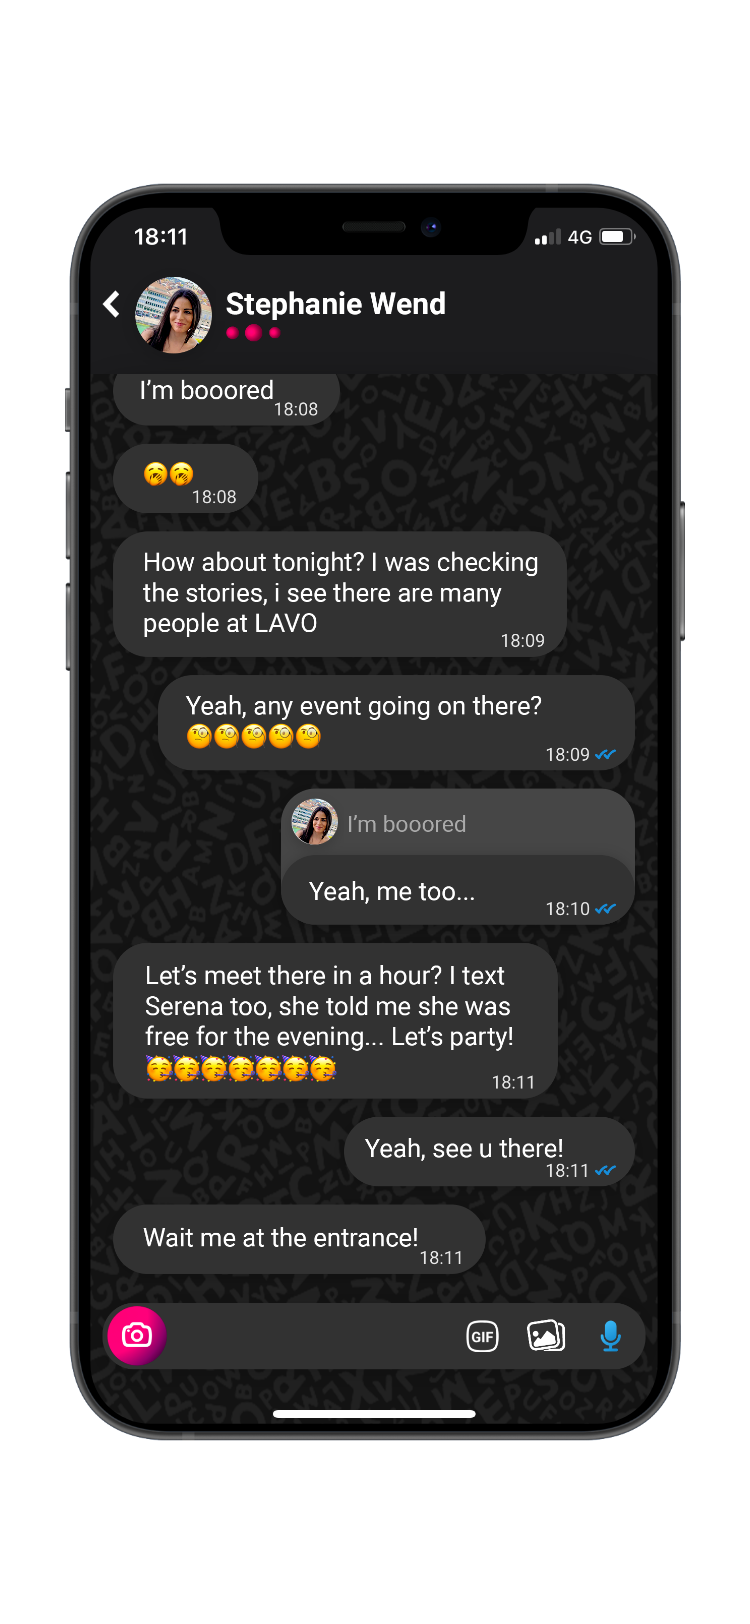 18:11
4G
Stephanie Wend
I'm booored
18:08
🥱🥱
18:08
How about tonight? I was checking
the stories, i see there are many
people at LAVO
18:09
Yeah, any event going on there?
🧐🧐🧐🧐🧐
18:09
I'm booored
Yeah, me too...
18:10
Let's meet there in a hour? I text
Serena too, she told me she was
free for the evening... Let's party!
🥳🥳🥳🥳🥳🥳🥳
18:11
Yeah, see u there!
18:11
Wait me at the entrance!
18:11
GIF